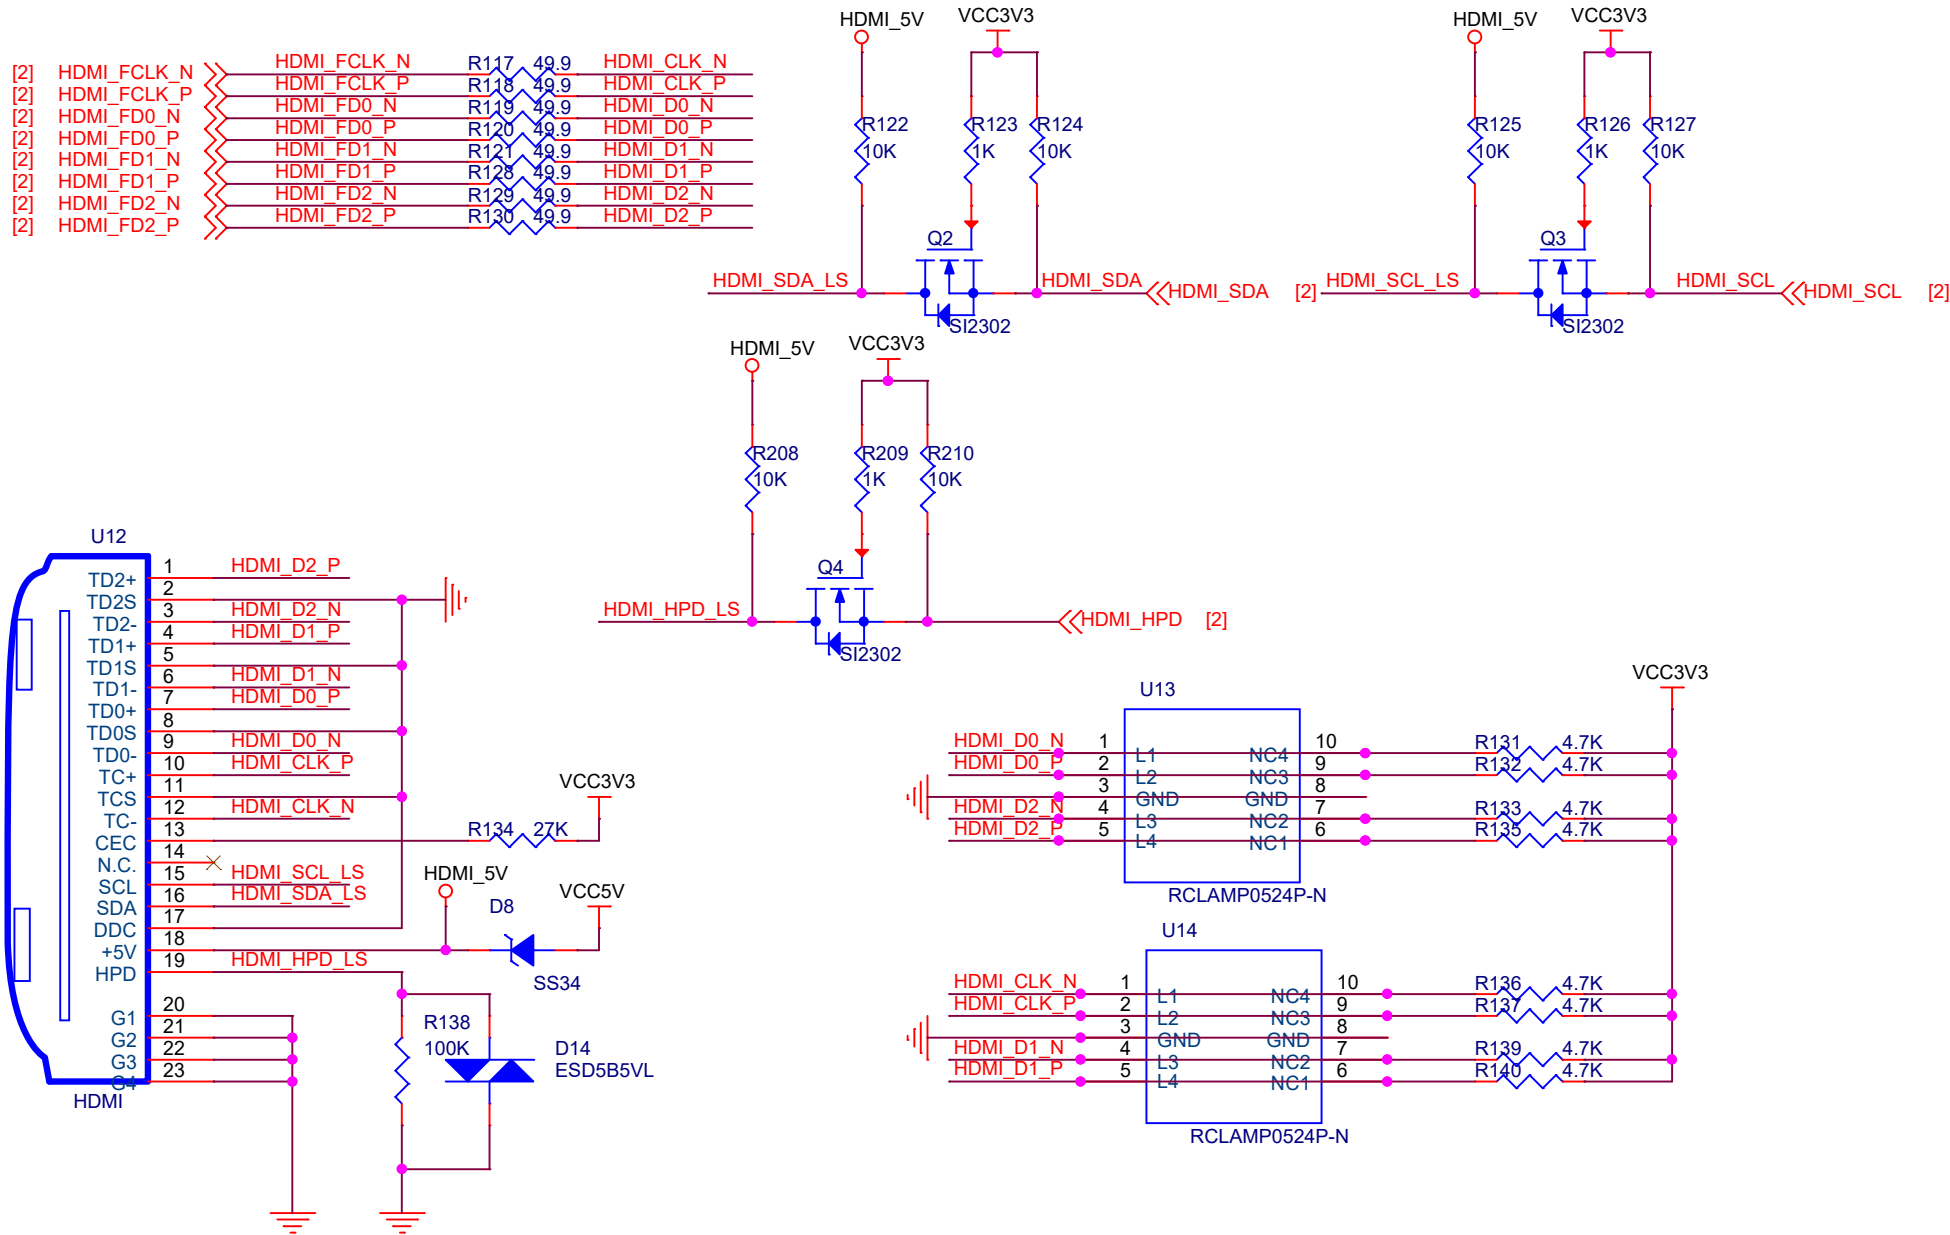 [2] HDMI_FCLK_N HDMI_FCLK_N R117 49.9 HDMI_CLK_N
[2] HDMI_FCLK_P HDMI_FCLK_P R118 49.9 HDMI_CLK_P
[2] HDMI_FD0_N HDMI_FD0_N R119 49.9 HDMI_D0_N
[2] HDMI_FD0_P HDMI_FD0_P R120 49.9 HDMI_D0_P
[2] HDMI_FD1_N HDMI_FD1_N R121 49.9 HDMI_D1_N
[2] HDMI_FD1_P HDMI_FD1_P R128 49.9 HDMI_D1_P
[2] HDMI_FD2_N HDMI_FD2_N R129 49.9 HDMI_D2_N
[2] HDMI_FD2_P HDMI_FD2_P R130 49.9 HDMI_D2_P
HDMI_5V VCC3V3
R122 R123 R124
10K 1K 10K
Q2
HDMI_SDA_LS HDMI_SDA HDMI_SDA [2]
SI2302
HDMI_5V VCC3V3
R125 R126 R127
10K 1K 10K
Q3
HDMI_SCL_LS HDMI_SCL HDMI_SCL [2]
SI2302
HDMI_5V VCC3V3
R208 R209 R210
10K 1K 10K
Q4
HDMI_HPD_LS HDMI_HPD [2]
SI2302
U12
TD2+ 1 HDMI_D2_P
TD2S 2
TD2- 3 HDMI_D2_N
TD1+ 4 HDMI_D1_P
TD1S 5
TD1- 6 HDMI_D1_N
TD0+ 7 HDMI_D0_P
TD0S 8
TD0- 9 HDMI_D0_N
TC+ 10 HDMI_CLK_P
TCS 11
TC- 12 HDMI_CLK_N
CEC 13 R134 27K VCC3V3
N.C. 14
SCL 15 HDMI_SCL_LS
SDA 16 HDMI_SDA_LS
DDC 17
+5V 18 HDMI_5V D8 SS34 VCC5V
HPD 19 HDMI_HPD_LS
G1 20
G2 21
G3 22
G4 23
HDMI
R138
100K
D14
ESD5B5VL
VCC3V3
U13
HDMI_D0_N 1 L1 NC4 10 R131 4.7K
HDMI_D0_P 2 L2 NC3 9 R132 4.7K
3 GND GND 8
HDMI_D2_N 4 L3 NC2 7 R133 4.7K
HDMI_D2_P 5 L4 NC1 6 R135 4.7K
RCLAMP0524P-N
U14
HDMI_CLK_N 1 L1 NC4 10 R136 4.7K
HDMI_CLK_P 2 L2 NC3 9 R137 4.7K
3 GND GND 8
HDMI_D1_N 4 L3 NC2 7 R139 4.7K
HDMI_D1_P 5 L4 NC1 6 R140 4.7K
RCLAMP0524P-N